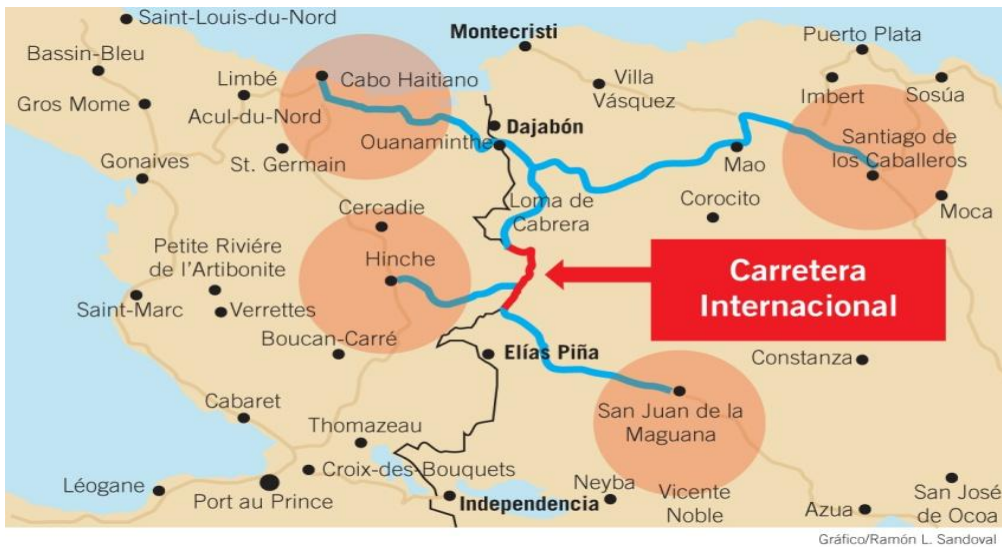 Saint-Louis-du-Nord
Bassin-Bleu
Limbé
Cabo Haitiano
Montecristi
Puerto Plata
Villa
Vásquez
Imbert
Sosúa
Gros Mome
Acul-du-Nord
Dajabón
Ouanaminthe
Santiago de
los Caballeros
Gonaives
St. Germain
Mao
Loma de
Cabrera
Corocito
Moca
Cercadie
Petite Riviére
de l'Artibonite
Hinche
Carretera
Internacional
Saint-Marc
Verrettes
Boucan-Carré
Elías Piña
Constanza
Cabaret
San Juan de la
Maguana
Thomazeau
Croix-des-Bouquets
Léogane
Port au Prince
Independencia
Neyba
Vicente
Noble
Azua
San José
de Ocoa
Gráfico/Ramón L. Sandoval